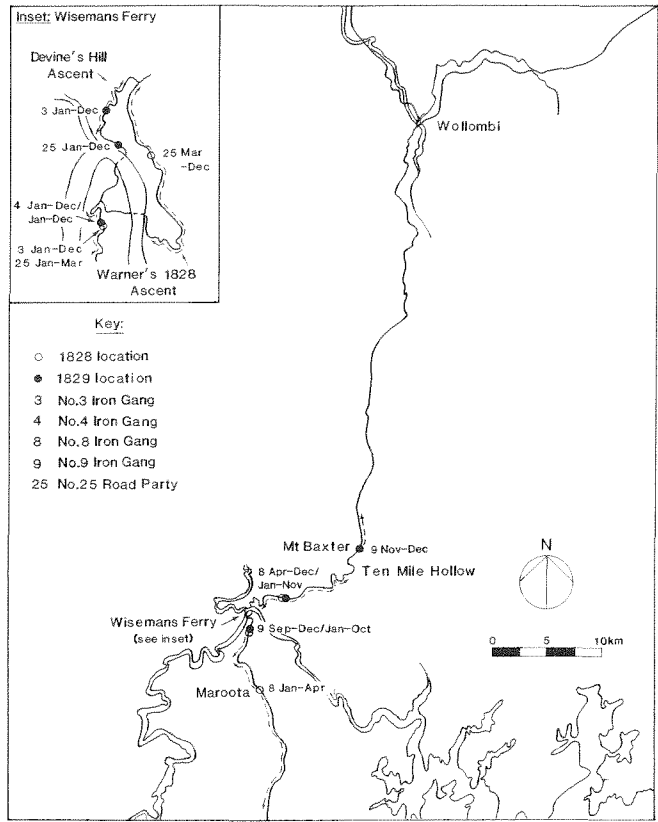 Inset: Wisemans Ferry
Devine's Hill
Ascent
3 Jan-Dec
25 Jan-Dec
25 Mar
-Dec
4 Jan-Dec/
Jan-Dec
3 Jan-Dec
25 Jan-Mar
Warner's 1828
Ascent
Key:
1828 location
1829 location
3 No.3 Iron Gang
4 No.4 Iron Gang
8 No.8 Iron Gang
9 No.9 Iron Gang
25 No.25 Road Party
Wollombi
Mt Baxter
9 Nov-Dec
Ten Mile Hollow
8 Apr-Dec/
Jan-Nov
Wisemans Ferry
(see inset)
9 Sep-Dec/Jan-Oct
Maroota
8 Jan-Apr
N
0 5 10km